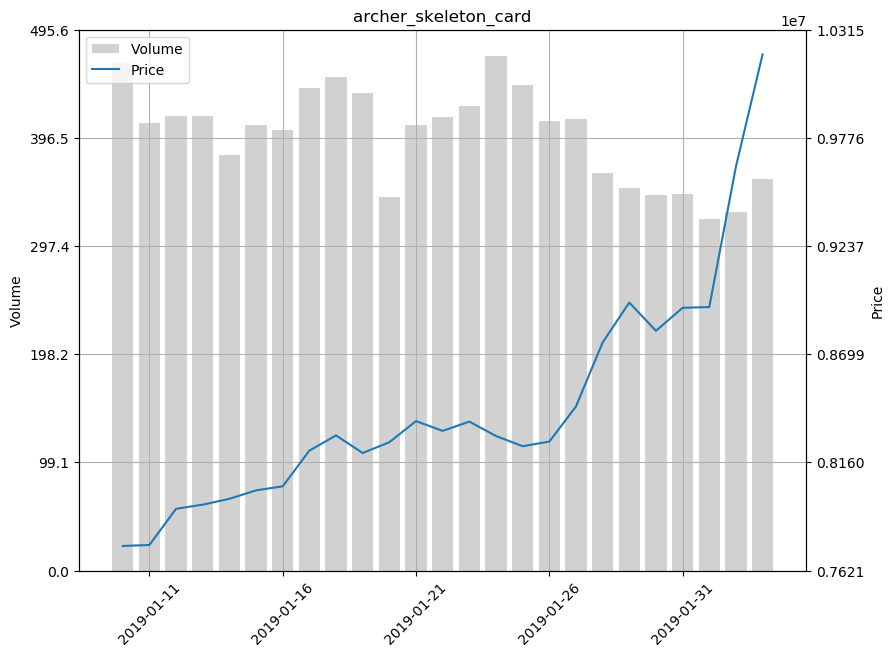 archer_skeleton_card
1e7
Volume
Price
495.6
396.5
297.4
198.2
99.1
0.0
Volume
1.0315
0.9776
0.9237
0.8699
0.8160
0.7621
Price
2019-01-11
2019-01-16
2019-01-21
2019-01-26
2019-01-31